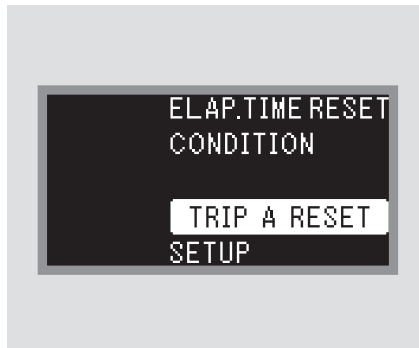 ELAP.TIME RESET
CONDITION
TRIP A RESET
SETUP